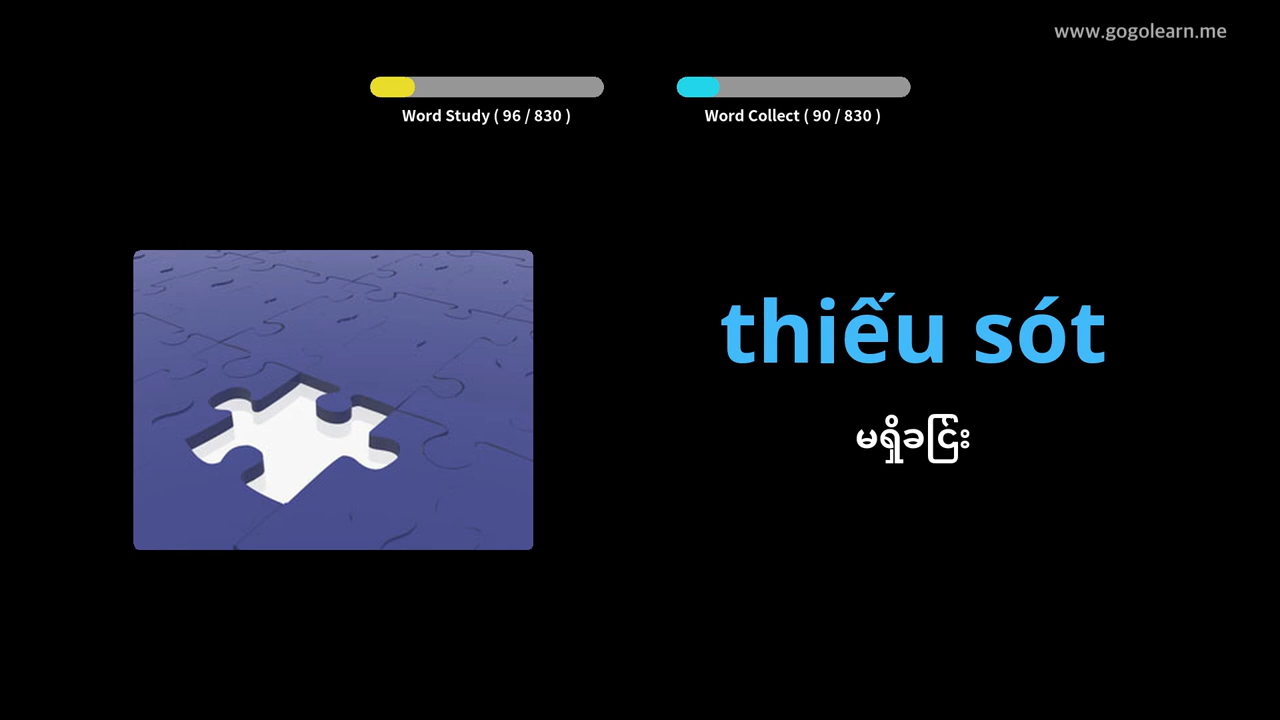 www.gogolearn.me
Word Study ( 96 / 830 )
Word Collect ( 90 / 830 )
thiếu sót
မရှိခြင်း